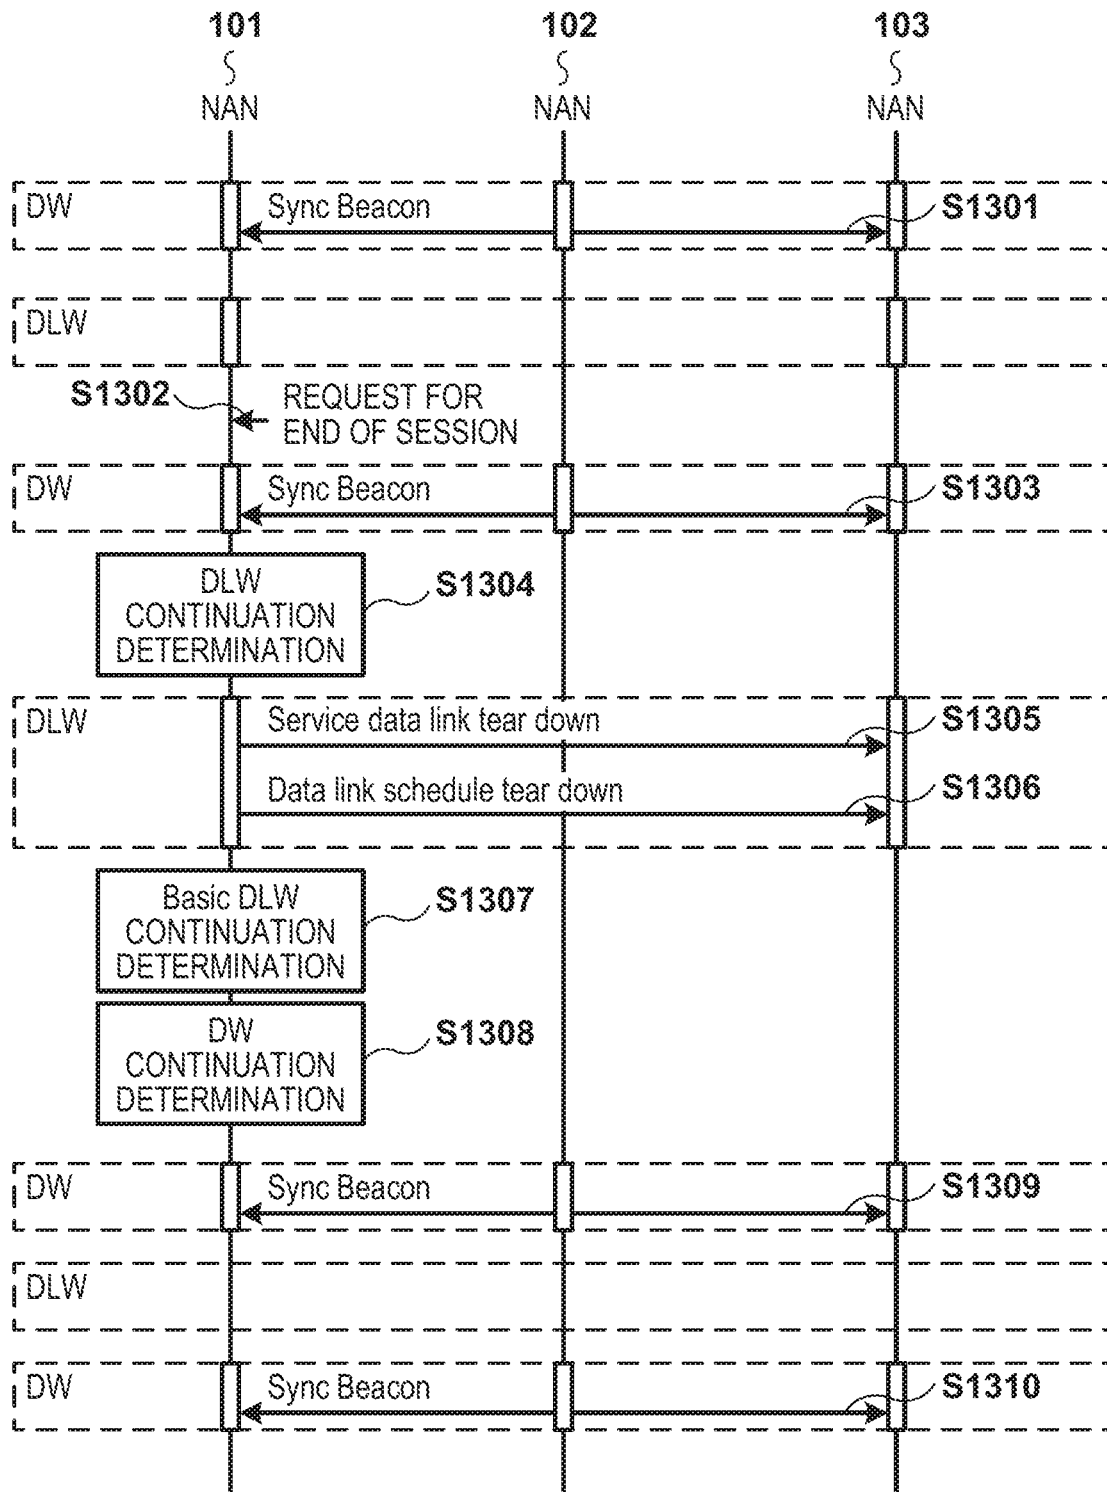 101 102 103
NAN NAN NAN
DW Sync Beacon S1301
DLW
S1302 REQUEST FOR
END OF SESSION
DW Sync Beacon S1303
DLW
CONTINUATION
DETERMINATION
S1304
DLW Service data link tear down S1305
Data link schedule tear down S1306
Basic DLW
CONTINUATION
DETERMINATION
S1307
DW
CONTINUATION
DETERMINATION
S1308
DW Sync Beacon S1309
DLW
DW Sync Beacon S1310